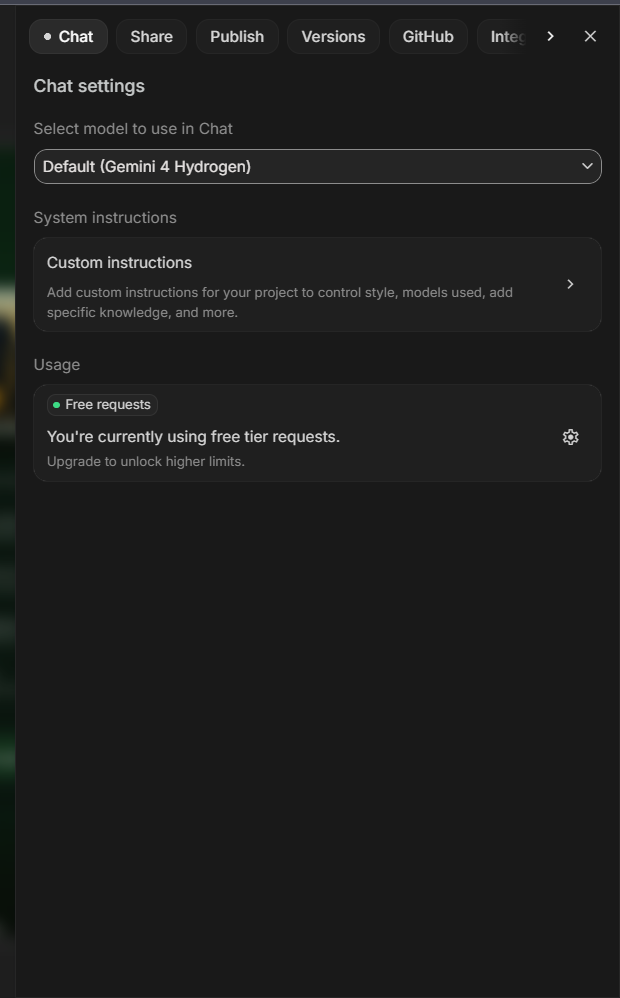 Chat
Share
Publish
Versions
GitHub
Chat settings
Select model to use in Chat
Default (Gemini 4 Hydrogen)
System instructions
Custom instructions
Add custom instructions for your project to control style, models used, add
specific knowledge, and more.
Usage
Free requests
You're currently using free tier requests.
Upgrade to unlock higher limits.